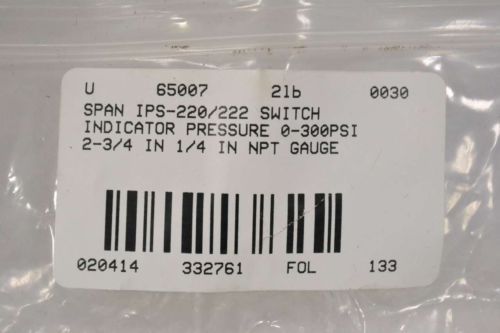 U 65007 2lb 0030
SPAN IPS-220/222 SWITCH
INDICATOR PRESSURE 0-300PSI
2-3/4 IN 1/4 IN NPT GAUGE
020414 332761 FOL 133